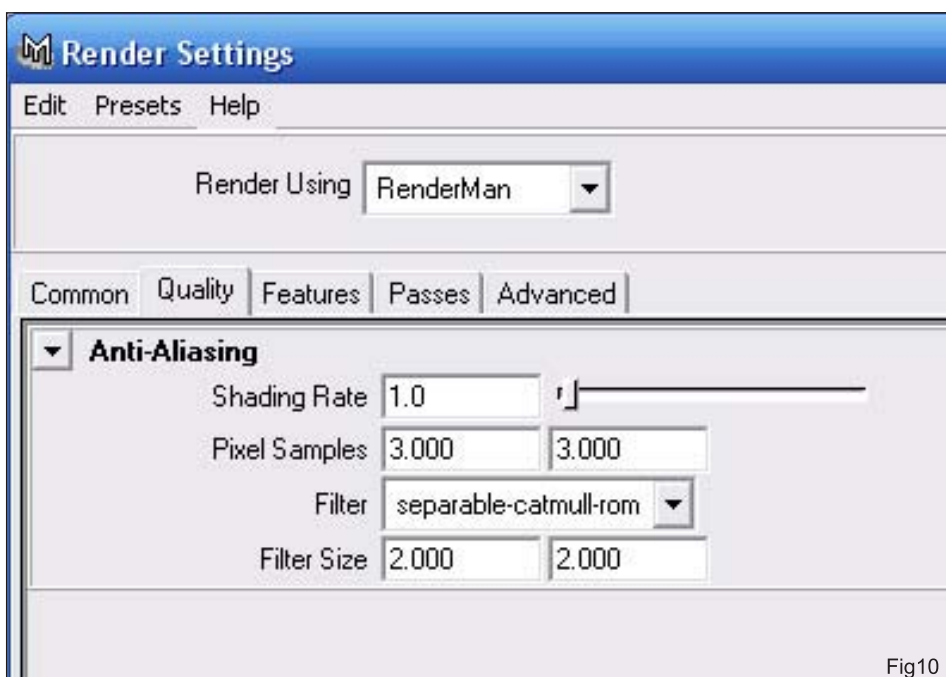 Render Settings
Edit Presets Help
Render Using RenderMan
Common Quality Features Passes Advanced
Anti-Aliasing
Shading Rate 1.0
Pixel Samples 3.000 3.000
Filter separable-catmull-rom
Filter Size 2.000 2.000
Fig10